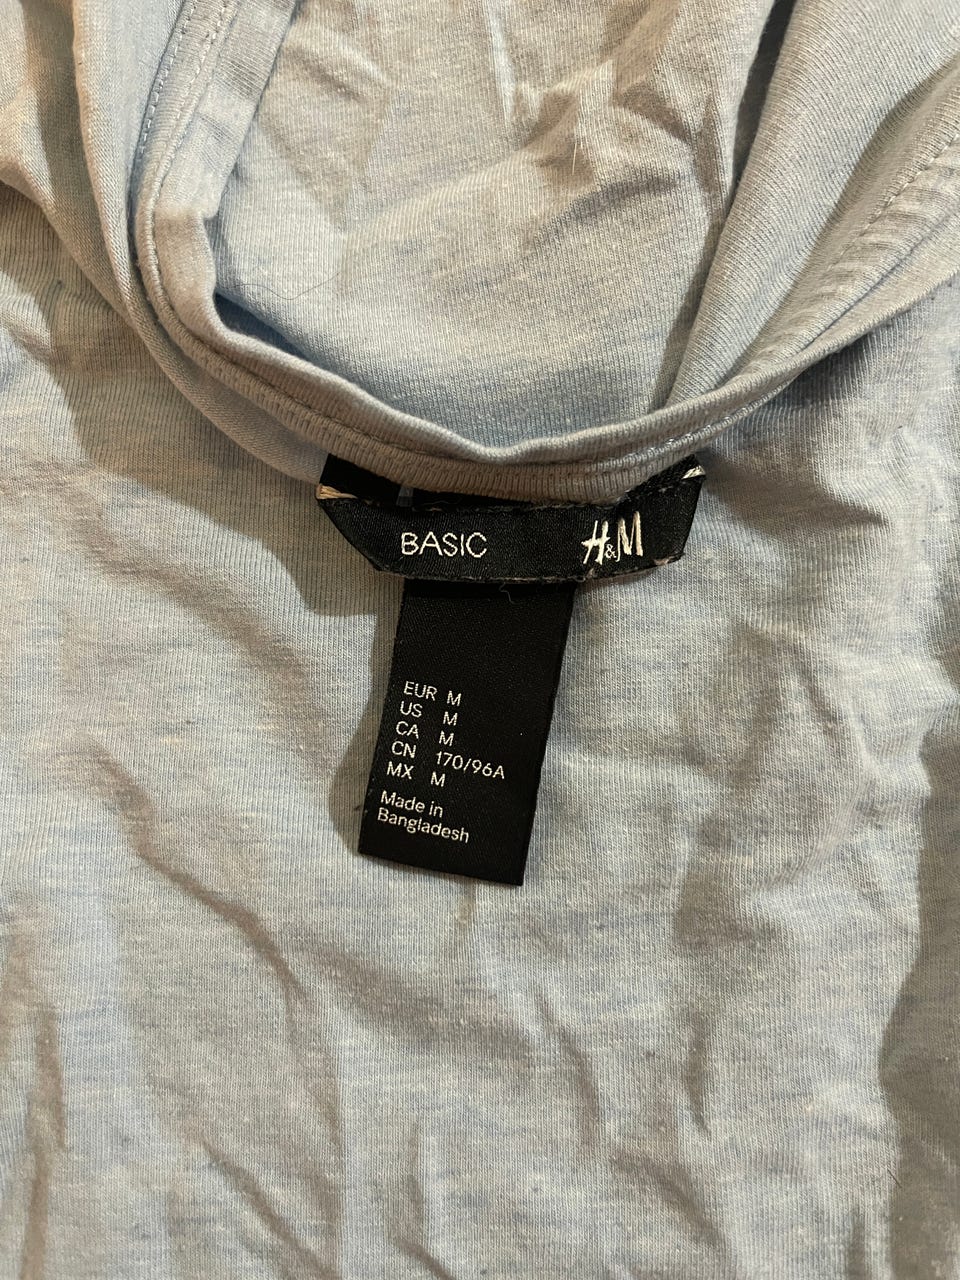 BASIC H&M
EUR M
US M
CA M
CN 170/96A
MX M
Made in
Bangladesh